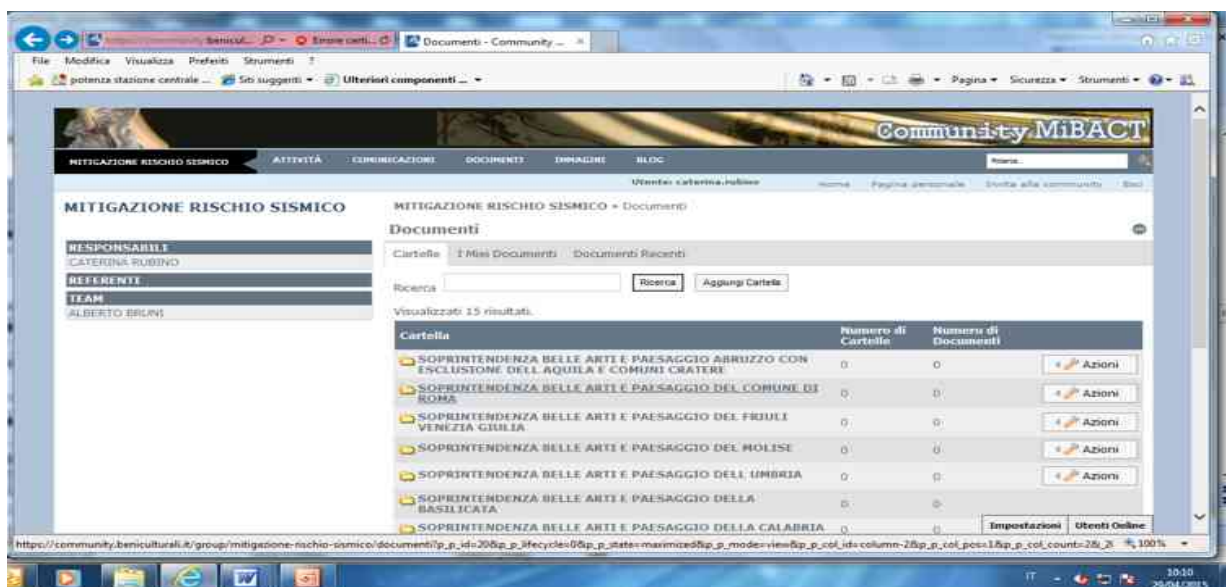 benicul...
Errore certi...
Documenti - Community ...
File Modifica Visualizza Preferiti Strumenti ?
potenza stazione centrale ... Siti suggeriti Ulteriori componenti ...
Pagina Sicurezza Strumenti
Community MiBACT
MITIGAZIONE RISCHIO SISMICO ATTIVITÀ COMUNICAZIONI DOCUMENTI IMMAGINI BLOG
Utente: caterina.rubino Home Pagina personale Invita alla community Esci
MITIGAZIONE RISCHIO SISMICO
RESPONSABILI
CATERINA RUBINO
REFERENTI
TEAM
ALBERTO BRUNI
MITIGAZIONE RISCHIO SISMICO » Documenti
Documenti
Cartelle I Miei Documenti Documenti Recenti
Ricerca Ricerca Aggiungi Cartella
Visualizzati 15 risultati.
Cartella Numero di Cartelle Numero di Documenti
SOPRINTENDENZA BELLE ARTI E PAESAGGIO ABRUZZO CON
ESCLUSIONE DELL AQUILA E COMUNI CRATERE 0 0 Azioni
SOPRINTENDENZA BELLE ARTI E PAESAGGIO DEL COMUNE DI
ROMA 0 0 Azioni
SOPRINTENDENZA BELLE ARTI E PAESAGGIO DEL FRIULI
VENEZIA GIULIA 0 0 Azioni
SOPRINTENDENZA BELLE ARTI E PAESAGGIO DEL MOLISE 0 0 Azioni
SOPRINTENDENZA BELLE ARTI E PAESAGGIO DELL UMBRIA 0 0 Azioni
SOPRINTENDENZA BELLE ARTI E PAESAGGIO DELLA
BASILICATA 0 0
SOPRINTENDENZA BELLE ARTI E PAESAGGIO DELLA CALABRIA 0 0
Impostazioni Utenti Online
https://community.beniculturali.it/group/mitigazione-rischio-sismico/documenti?p_p_id=20&p_p_lifecycle=0&p_p_state=maximized&p_p_mode=view&p_p_col_id=column-2&p_p_col_pos=1&p_p_col_count=2&_2 100%
IT 10:10
29/04/2015